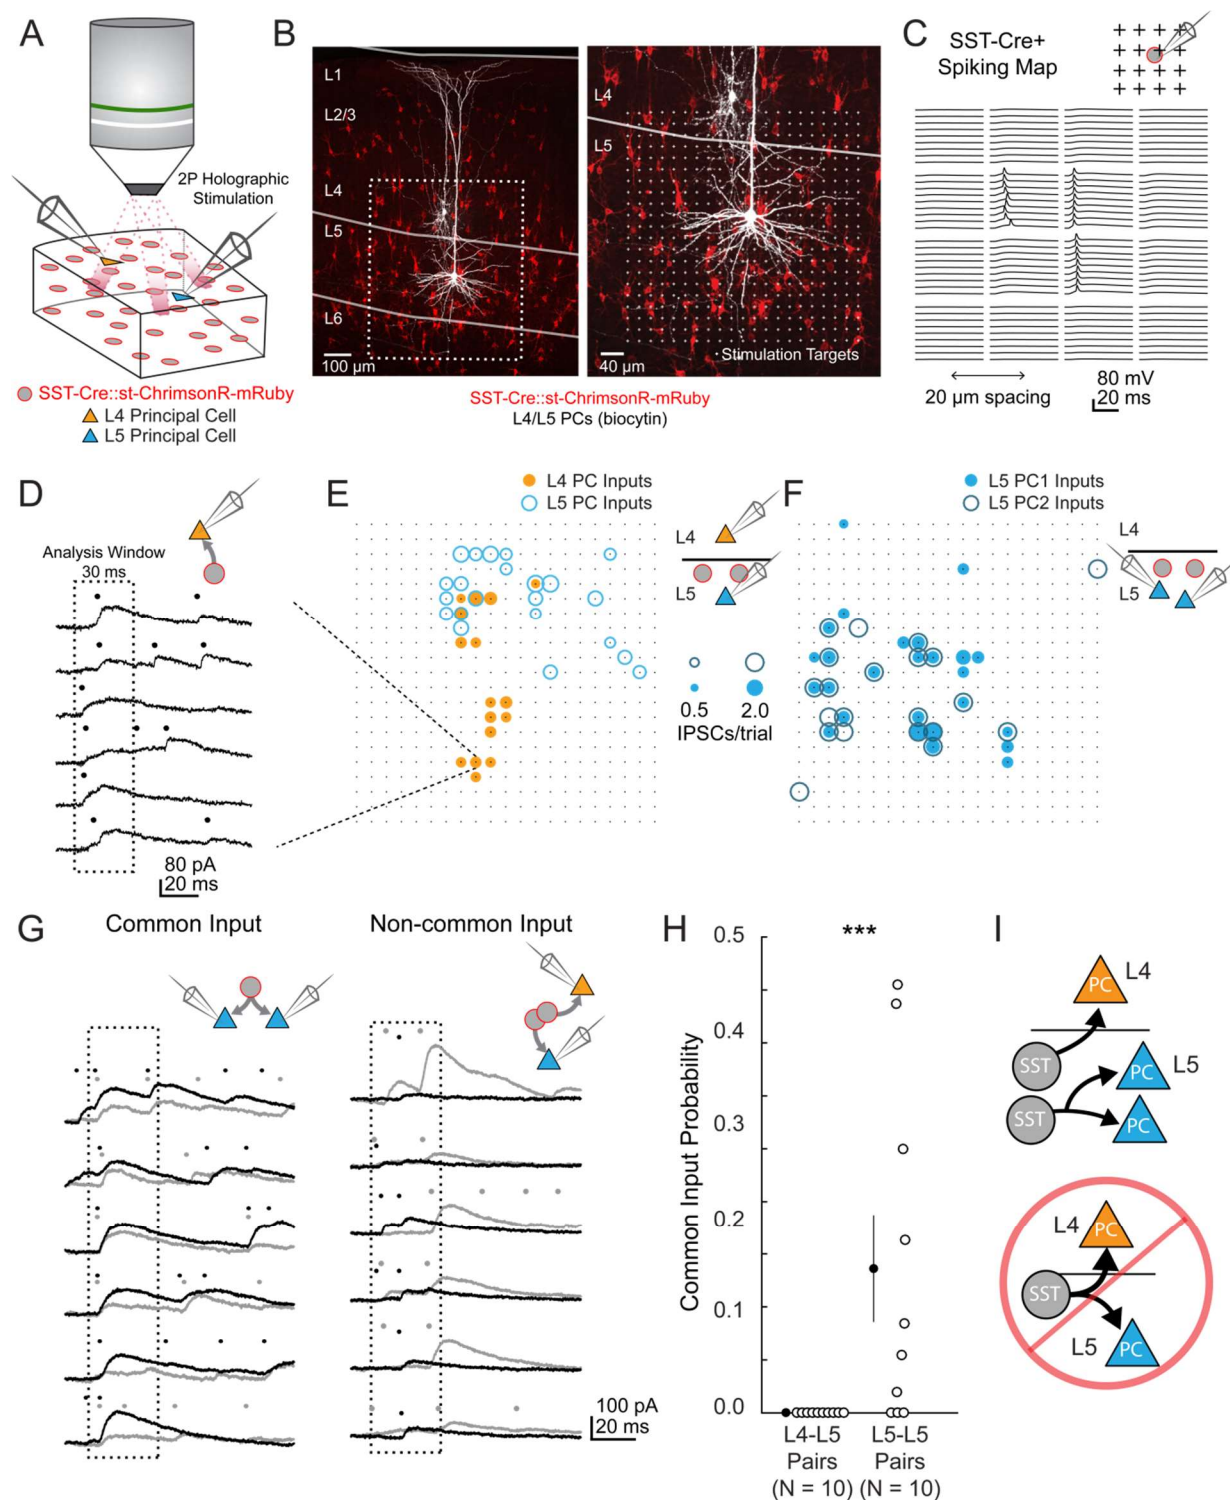 A
2P Holographic
Stimulation
SST-Cre::st-ChrimsonR-mRuby
L4 Principal Cell
L5 Principal Cell
B
L1
L2/3
L4
L5
L6
100 µm
L4
L5
Stimulation Targets
40 µm
SST-Cre::st-ChrimsonR-mRuby
L4/L5 PCs (biocytin)
C
SST-Cre+
Spiking Map
20 µm spacing
80 mV
20 ms
D
Analysis Window
30 ms
80 pA
20 ms
E
L4 PC Inputs
L5 PC Inputs
L4
L5
0.5
2.0
IPSCs/trial
F
L5 PC1 Inputs
L5 PC2 Inputs
L4
L5
G
Common Input
Non-common Input
100 pA
20 ms
H
***
Common Input Probability
0.5
0.4
0.3
0.2
0.1
0.0
L4-L5
Pairs
(N = 10)
L5-L5
Pairs
(N = 10)
I
PC
L4
SST
PC
L5
SST
PC
L4
PC
SST
L5
PC